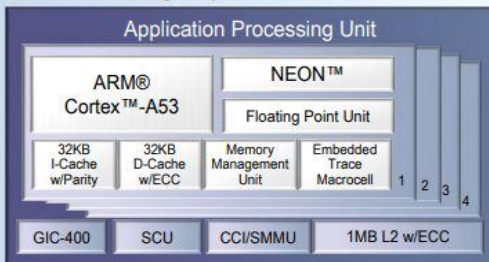 Application Processing Unit
ARM®
Cortex™-A53
NEON™
Floating Point Unit
32KB
I-Cache
w/Parity
32KB
D-Cache
w/ECC
Memory
Management
Unit
Embedded
Trace
Macrocell
1
2
3
4
GIC-400
SCU
CCI/SMMU
1MB L2 w/ECC